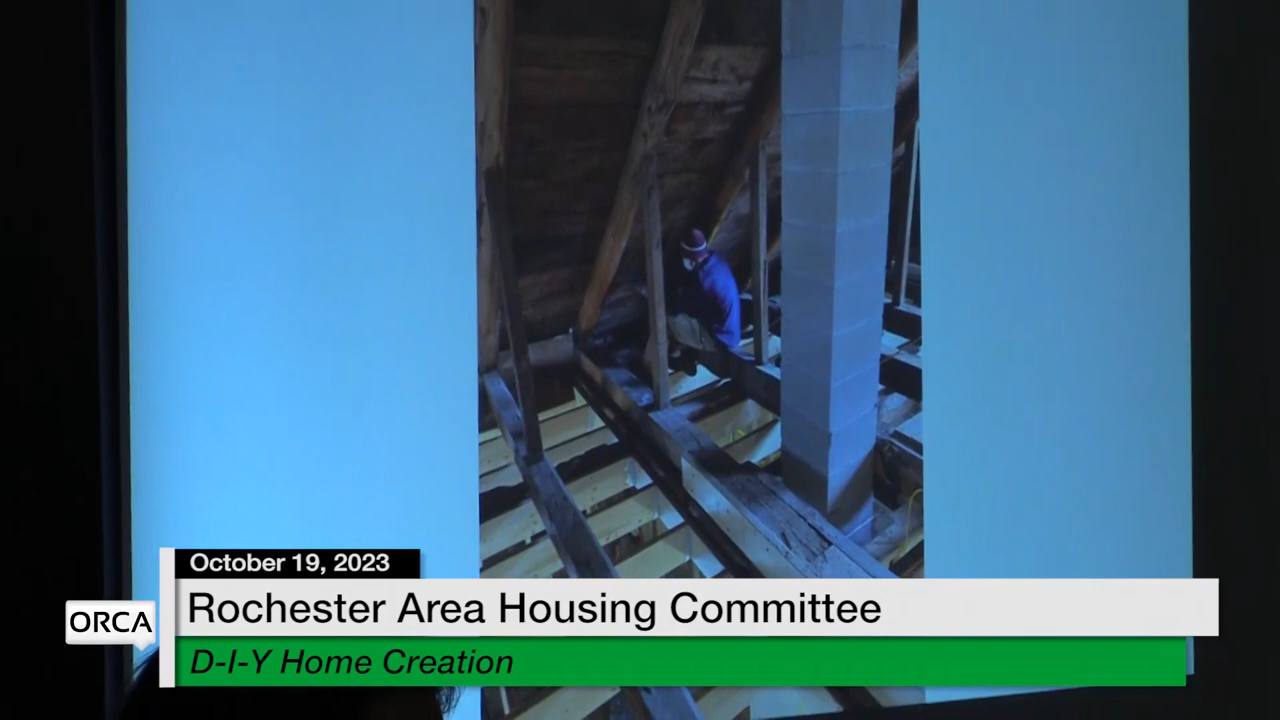 October 19, 2023
Rochester Area Housing Committee
ORCA
D-I-Y Home Creation